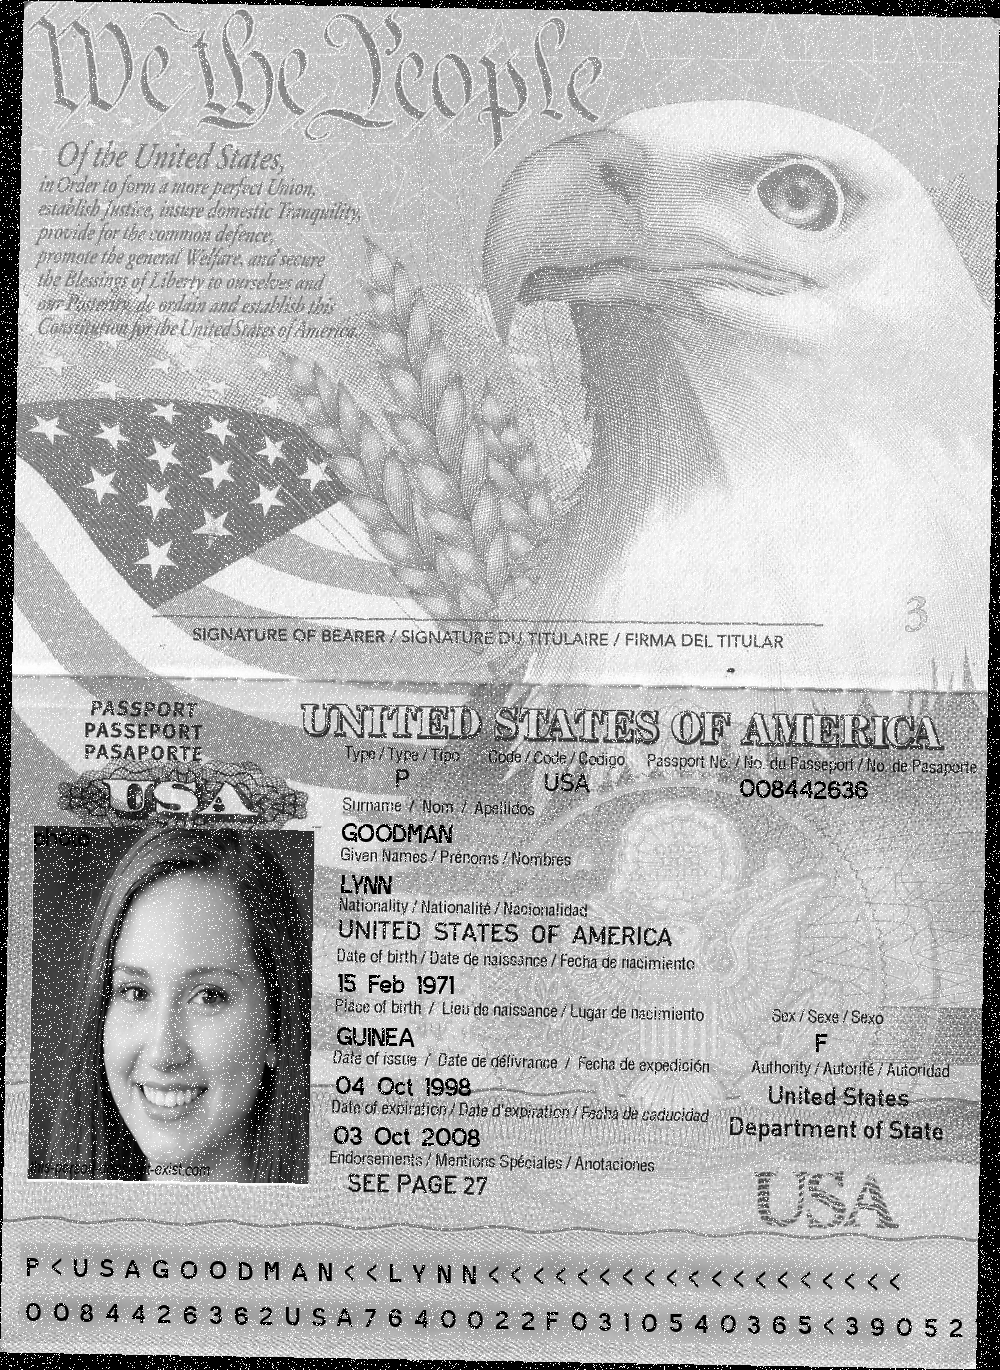 We the People
Of the United States,
in Order to form a more perfect Union,
establish Justice, insure domestic Tranquility,
provide for the common defence,
promote the general Welfare, and secure
the Blessings of Liberty to ourselves and
our Posterity, do ordain and establish this
Constitution for the United States of America.
3
SIGNATURE OF BEARER / SIGNATURE DU TITULAIRE / FIRMA DEL TITULAR
PASSPORT
PASSEPORT
PASAPORTE
USA
UNITED STATES OF AMERICA
Type / Type / Tipo Code / Code / Codigo Passport No. / No. du Passeport / No. de Pasaporte
P USA 008442636
Surname / Nom / Apellidos
GOODMAN
Given Names / Prénoms / Nombres
LYNN
Nationality / Nationalité / Nacionalidad
UNITED STATES OF AMERICA
Date of birth / Date de naissance / Fecha de nacimiento
15 Feb 1971
Place of birth / Lieu de naissance / Lugar de nacimiento
Sex / Sexe / Sexo
GUINEA
F
Date of issue / Date de délivrance / Fecha de expedición
Authority / Autorité / Autoridad
04 Oct 1998
United States
Date of expiration / Date d'expiration / Fecha de caducidad
Department of State
03 Oct 2008
Endorsements / Mentions Spéciales / Anotaciones
SEE PAGE 27
USA
-exist.com
P<USAGOODMAN<<LYNN<<<<<<<<<<<<<<<<<<<
0084426362USA7640022F0310540365<39052